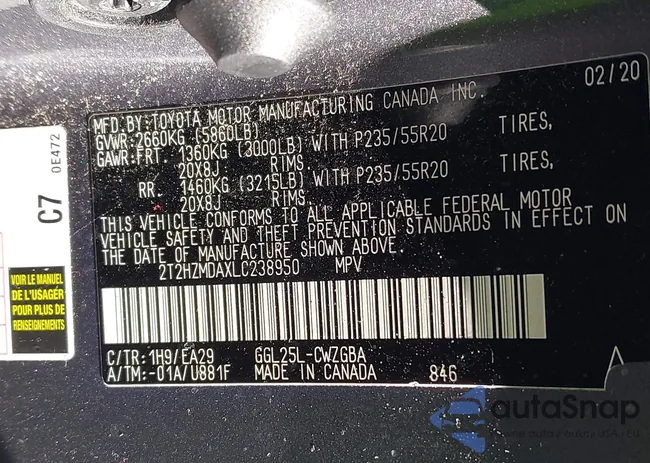 02/20
MFD.BY:TOYOTA MOTOR MANUFACTURING CANADA INC.
GVWR:2660KG (5860LB)
GAWR:FRT. 1360KG (3000LB) WITH P235/55R20 TIRES,
20X8J RIMS
RR. 1460KG (3215LB) WITH P235/55R20 TIRES,
20X8J RIMS.
THIS VEHICLE CONFORMS TO ALL APPLICABLE FEDERAL MOTOR
VEHICLE SAFETY AND THEFT PREVENTION STANDARDS IN EFFECT ON
THE DATE OF MANUFACTURE SHOWN ABOVE.
2T2HZMDAXLC238950 MPV
C/TR:1H9/EA29 GGL25L-CWZGBA
A/TM:-01A/U881F MADE IN CANADA 846
C7 0E472
VOIR LE MANUEL
DE L'USAGER
POUR PLUS DE
RENSEIGNEMENTS
autoSnap